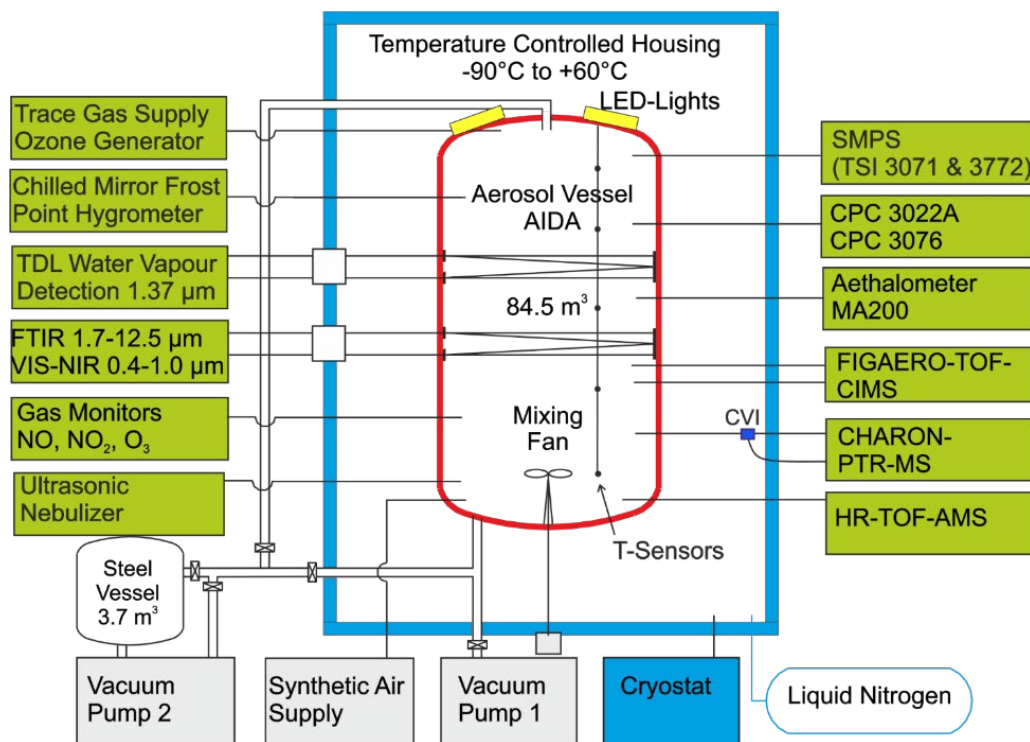 Temperature Controlled Housing
-90°C to +60°C
LED-Lights
Trace Gas Supply
Ozone Generator
Chilled Mirror Frost
Point Hygrometer
TDL Water Vapour
Detection 1.37 µm
FTIR 1.7-12.5 µm
VIS-NIR 0.4-1.0 µm
Gas Monitors
NO, NO₂, O₃
Ultrasonic
Nebulizer
Aerosol Vessel
AIDA
84.5 m³
Mixing
Fan
T-Sensors
CVI
SMPS
(TSI 3071 & 3772)
CPC 3022A
CPC 3076
Aethalometer
MA200
FIGAERO-TOF-
CIMS
CHARON-
PTR-MS
HR-TOF-AMS
Steel
Vessel
3.7 m³
Vacuum
Pump 2
Synthetic Air
Supply
Vacuum
Pump 1
Cryostat
Liquid Nitrogen